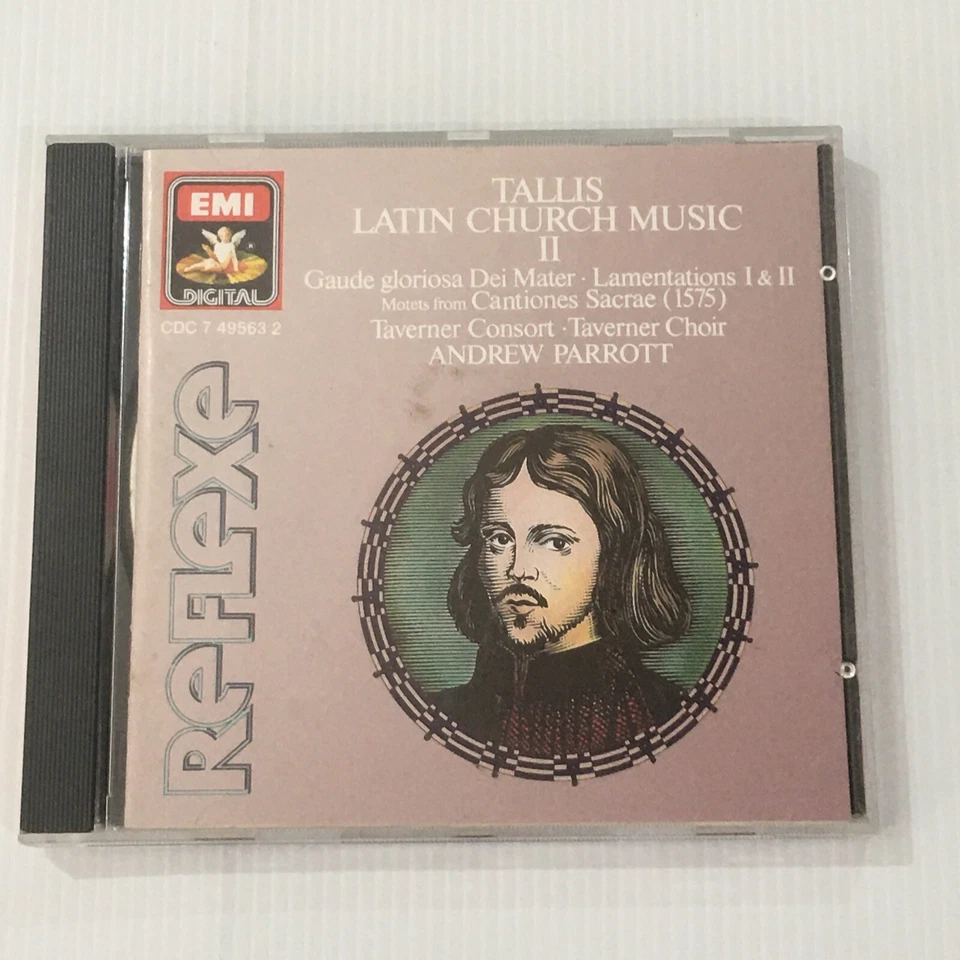 EMI
DIGITAL
CDC 7 49563 2
TALLIS
LATIN CHURCH MUSIC
II
Gaude gloriosa Dei Mater · Lamentations I & II
Motets from Cantiones Sacrae (1575)
Taverner Consort · Taverner Choir
ANDREW PARROTT
REFLEXE